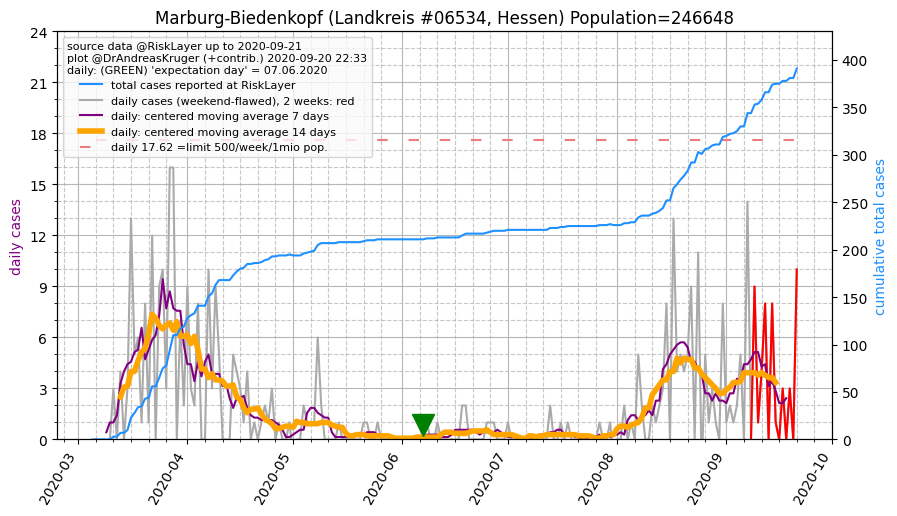 Marburg-Biedenkopf (Landkreis #06534, Hessen) Population=246648
source data @RiskLayer up to 2020-09-21
plot @DrAndreasKruger (+contrib.) 2020-09-20 22:33
daily: (GREEN) 'expectation day' = 07.06.2020
total cases reported at RiskLayer
daily cases (weekend-flawed), 2 weeks: red
daily: centered moving average 7 days
daily: centered moving average 14 days
daily 17.62 =limit 500/week/1mio pop.
daily cases
24
21
18
15
12
9
6
3
0
cumulative total cases
400
350
300
250
200
150
100
50
0
2020-03
2020-04
2020-05
2020-06
2020-07
2020-08
2020-09
2020-10